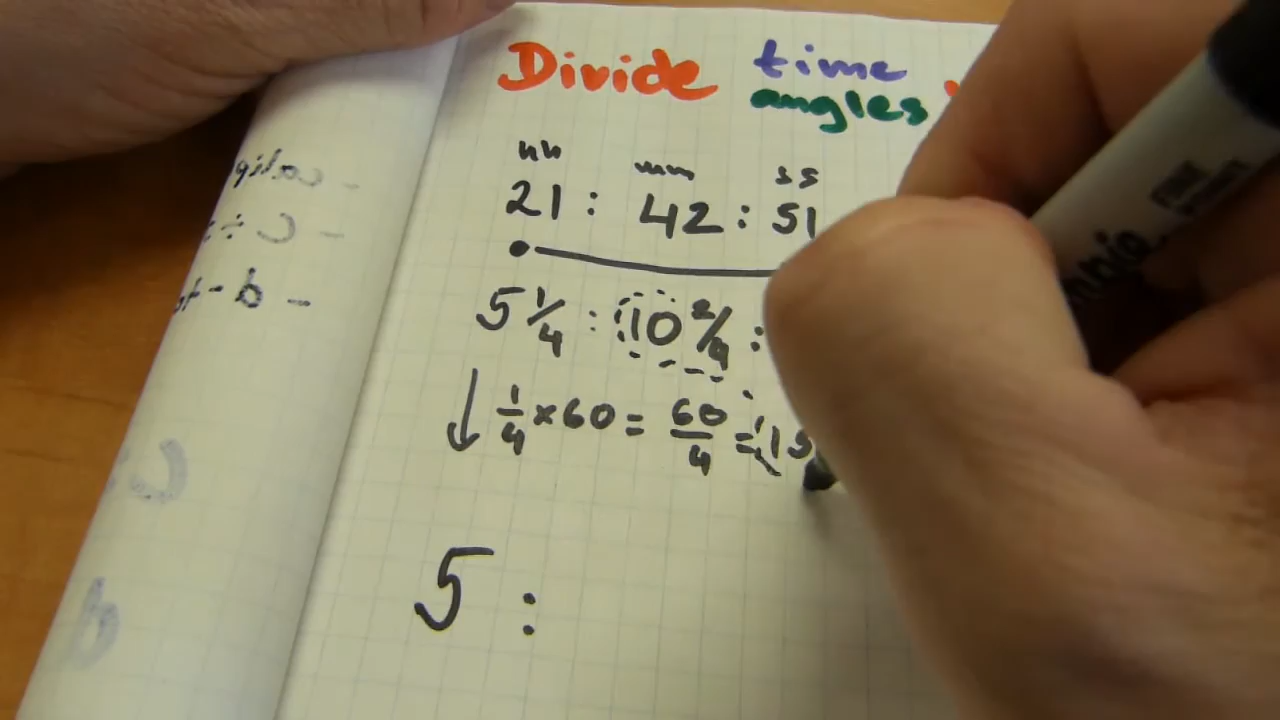 Divide time
angles
hh mm ss
21 : 42 : 51
5 1/4 : 10 2/4 :
1/4 × 60 = 60/4 = 15
5 :